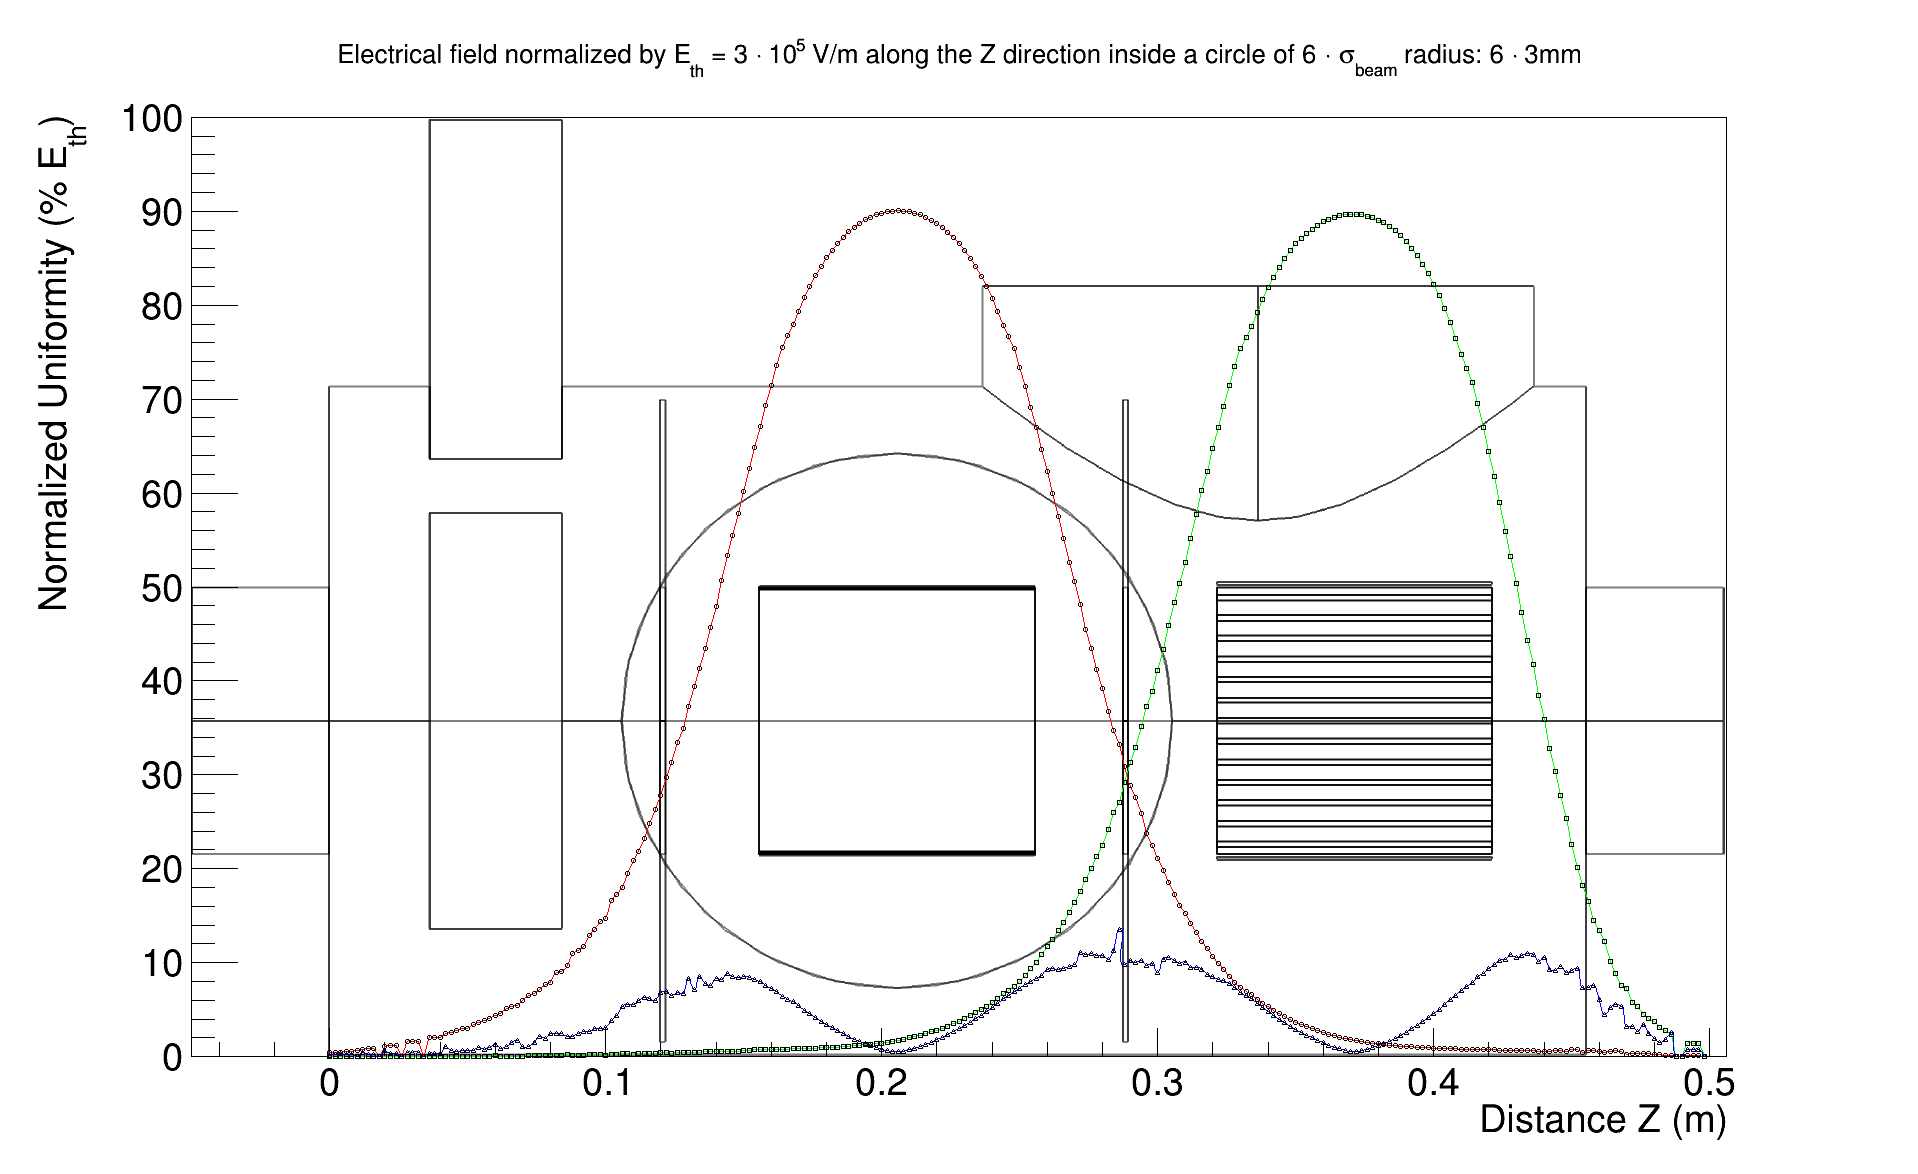 Electrical field normalized by E_th = 3 · 10^5 V/m along the Z direction inside a circle of 6 · σ_beam radius: 6 · 3mm
Normalized Uniformity (% E_th)
100
90
80
70
60
50
40
30
20
10
0
0 0.1 0.2 0.3 0.4 0.5
Distance Z (m)